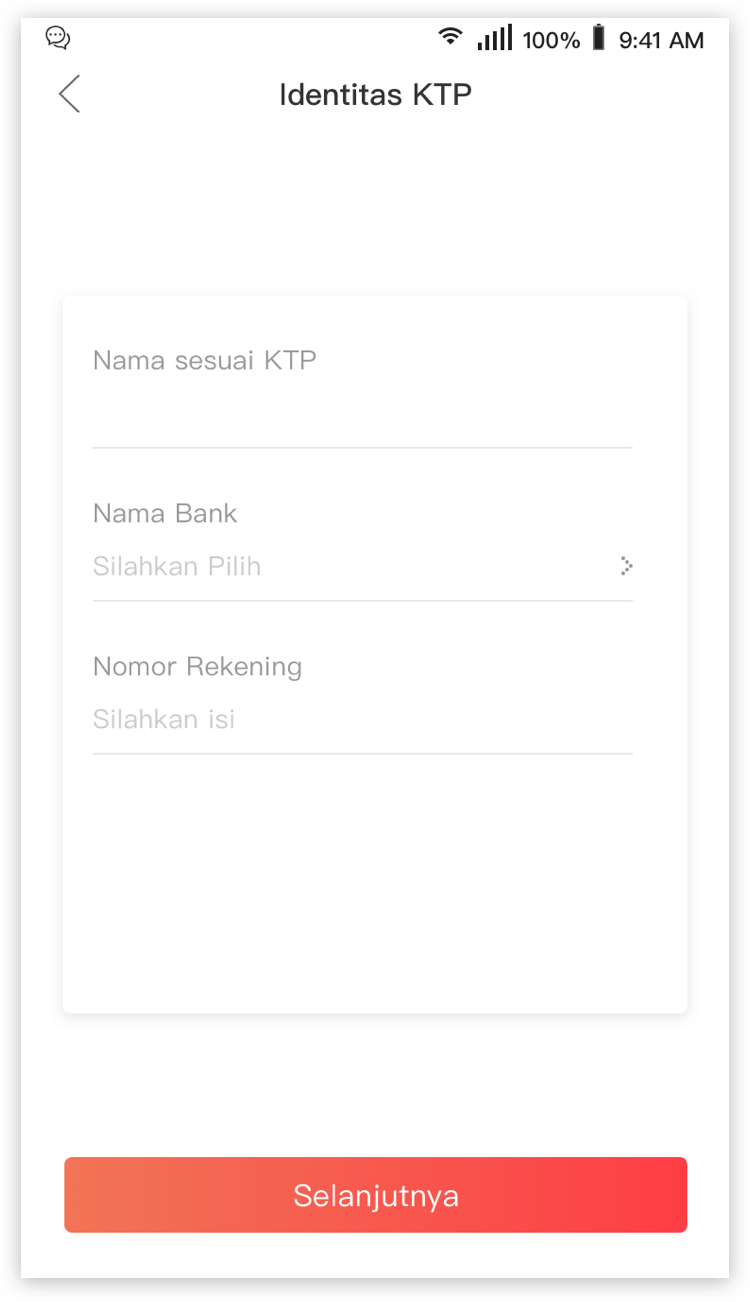 100% 9:41 AM
Identitas KTP
Nama sesuai KTP
Nama Bank
Silahkan Pilih
Nomor Rekening
Silahkan isi
Selanjutnya